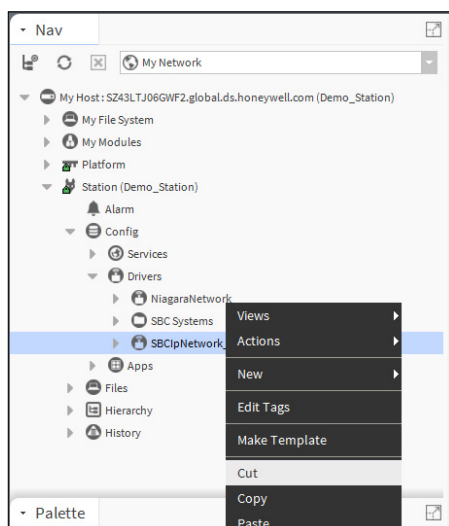 Nav
My Network
My Host : SZ43LTJ06GWF2.global.ds.honeywell.com (Demo_Station)
My File System
My Modules
Platform
Station (Demo_Station)
Alarm
Config
Services
Drivers
NiagaraNetwork
SBC Systems
SBCIpNetwork_
Apps
Files
Hierarchy
History
Views
Actions
New
Edit Tags
Make Template
Cut
Copy
Paste
Palette